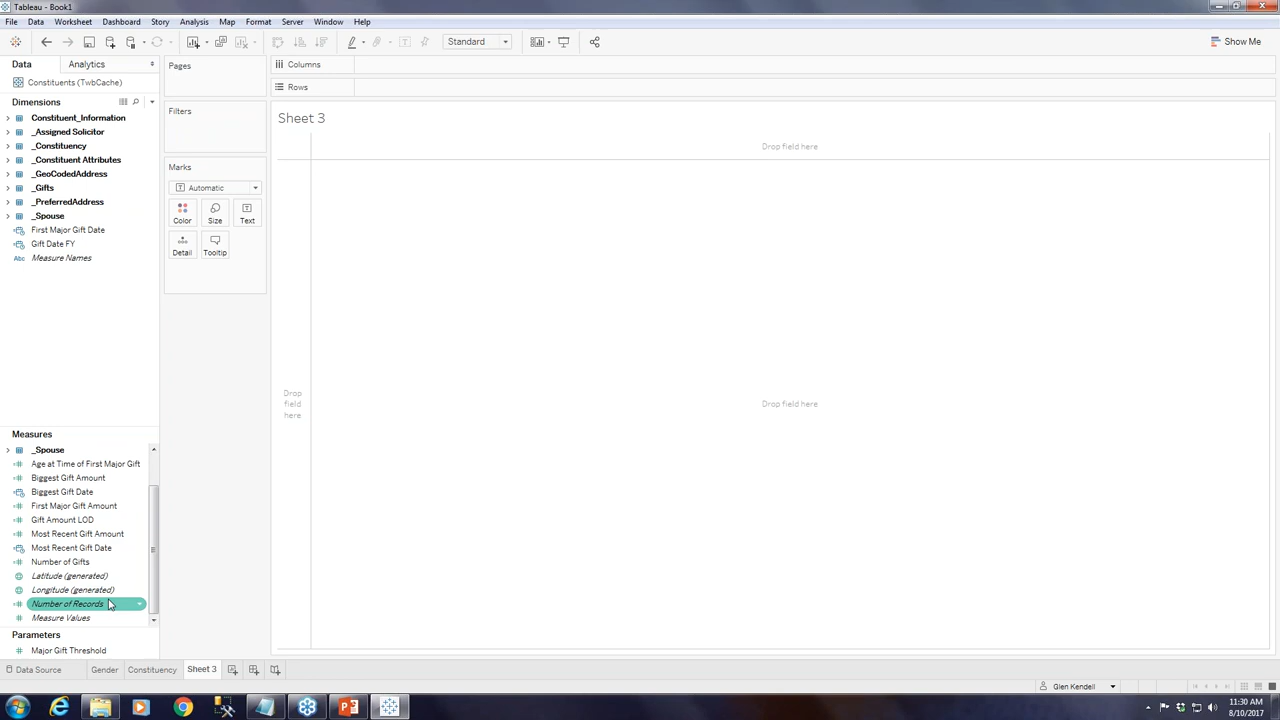 Tableau - Book1
File Data Worksheet Dashboard Story Analysis Map Format Server Window Help
Standard
Show Me
Data Analytics
Constituents (TwbCache)
Dimensions
Constituent_Information
_Assigned Solicitor
_Constituency
_Constituent Attributes
_GeoCodedAddress
_Gifts
_PreferredAddress
_Spouse
First Major Gift Date
Gift Date FY
Abc Measure Names
Measures
_Spouse
Age at Time of First Major Gift
Biggest Gift Amount
Biggest Gift Date
First Major Gift Amount
Gift Amount LOD
Most Recent Gift Amount
Most Recent Gift Date
Number of Gifts
Latitude (generated)
Longitude (generated)
Number of Records
Measure Values
Parameters
Major Gift Threshold
Pages
Filters
Marks
T Automatic
Color Size Text
Detail Tooltip
Columns
Rows
Sheet 3
Drop field here
Drop
field
here
Drop field here
Data Source Gender Constituency Sheet 3
Glen Kendell
11:30 AM
8/10/2017